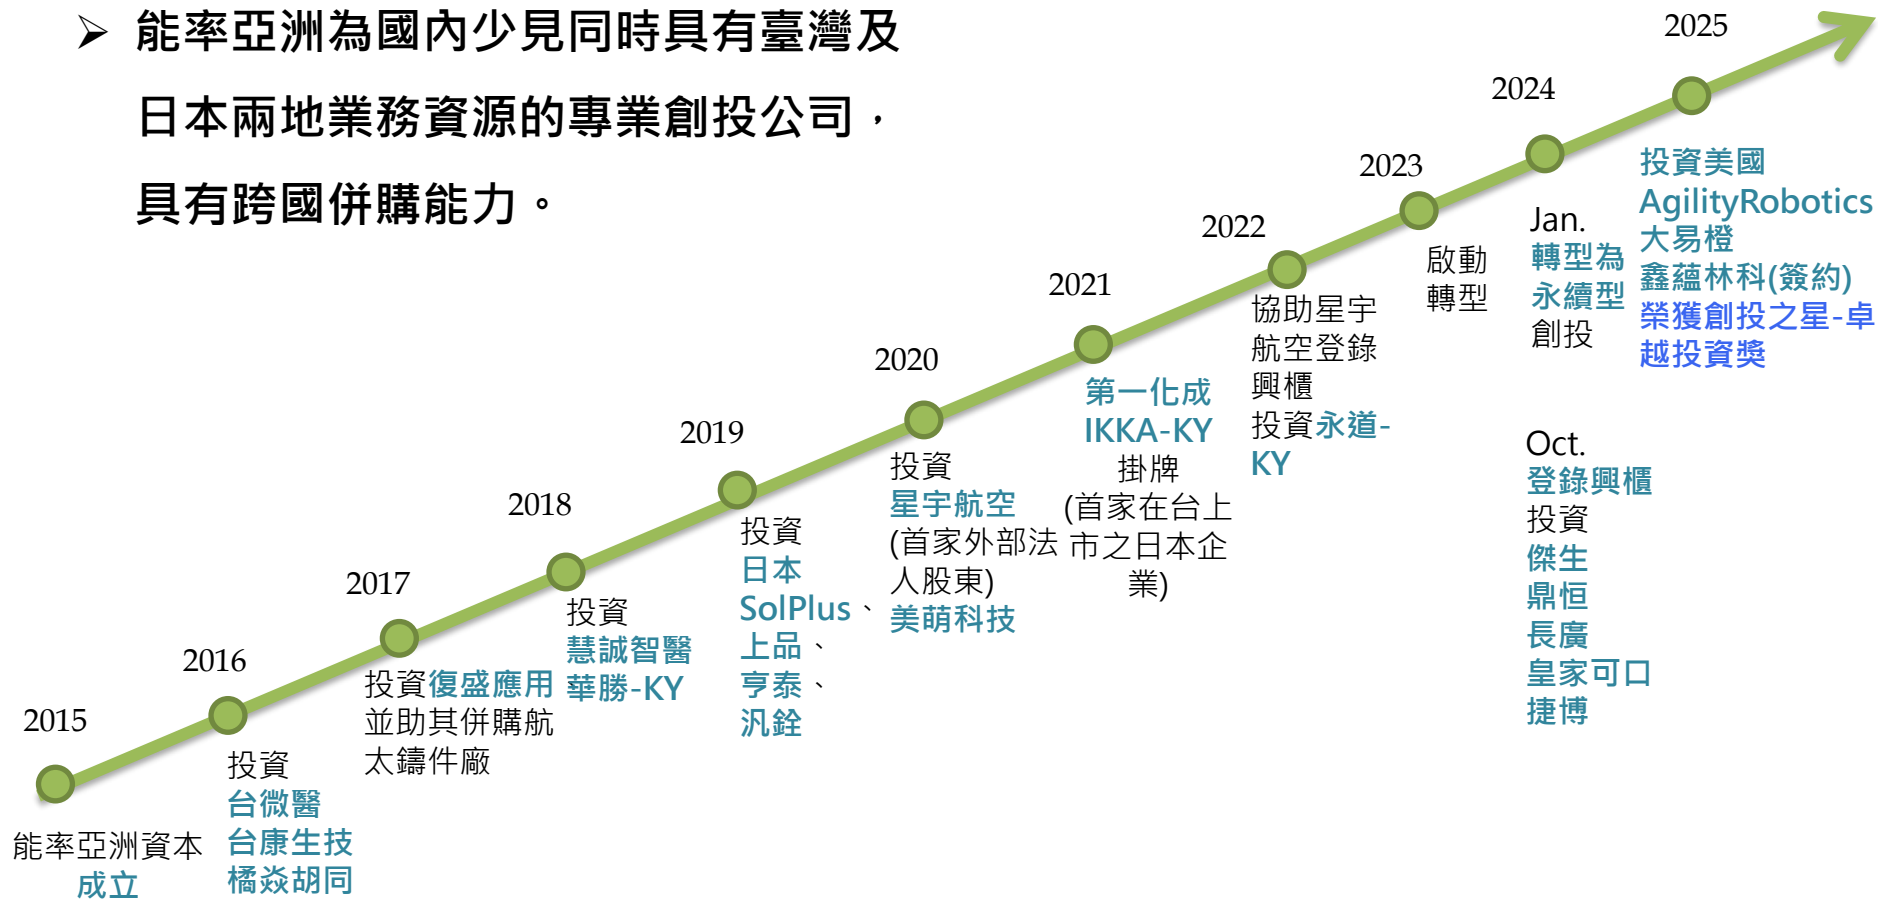 ➢ 能率亞洲為國內少見同時具有臺灣及
日本兩地業務資源的專業創投公司，
具有跨國併購能力。
2015
能率亞洲資本
成立
2016
投資
台微醫
台康生技
橘焱胡同
2017
投資復盛應用
並助其併購航
太鑄件廠
2018
投資
慧誠智醫
華勝-KY
2019
投資
日本
SolPlus、
上品、
亨泰、
汎銓
2020
投資
星宇航空
(首家外部法
人股東)
美萌科技
2021
第一化成
IKKA-KY
掛牌
(首家在台上
市之日本企
業)
2022
協助星宇
航空登錄
興櫃
投資永道-
KY
2023
啟動
轉型
2024
Jan.
轉型為
永續型
創投
Oct.
登錄興櫃
投資
傑生
鼎恒
長廣
皇家可口
捷博
2025
投資美國
AgilityRobotics
大易橙
鑫蘊林科(簽約)
榮獲創投之星-卓
越投資獎